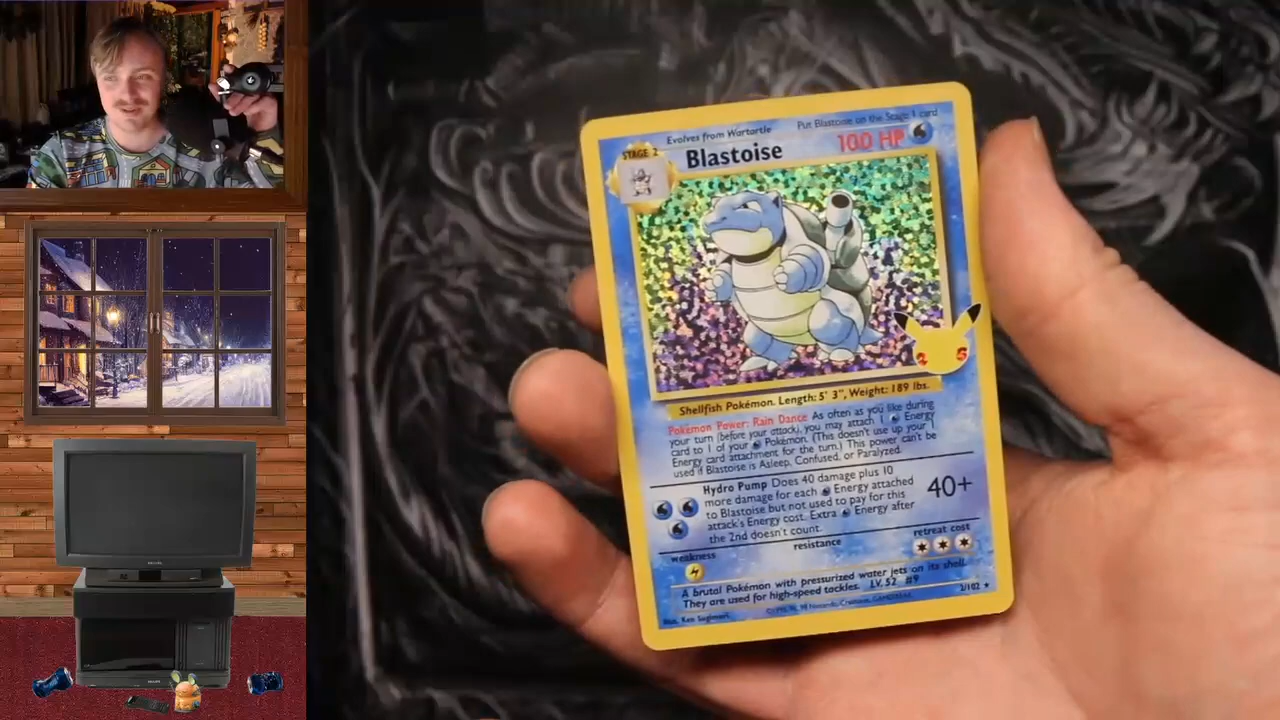 Evolves from Wartortle
Put Blastoise on the Stage 1 card
STAGE 2
Blastoise
100 HP
25
Shellfish Pokémon. Length: 5' 3", Weight: 189 lbs.
Pokémon Power: Rain Dance As often as you like during
your turn (before your attack), you may attach 1 Energy
card to 1 of your Pokémon. (This doesn't use up your 1
Energy card attachment for the turn.) This power can't be
used if Blastoise is Asleep, Confused, or Paralyzed.
Hydro Pump Does 40 damage plus 10
more damage for each Energy attached
to Blastoise but not used to pay for this
attack's Energy cost. Extra Energy after
the 2nd doesn't count.
40+
weakness
resistance
retreat cost
A brutal Pokémon with pressurized water jets on its shell.
They are used for high-speed tackles. LV. 52 #9
2/102
Illus. Ken Sugimori
PHILIPS